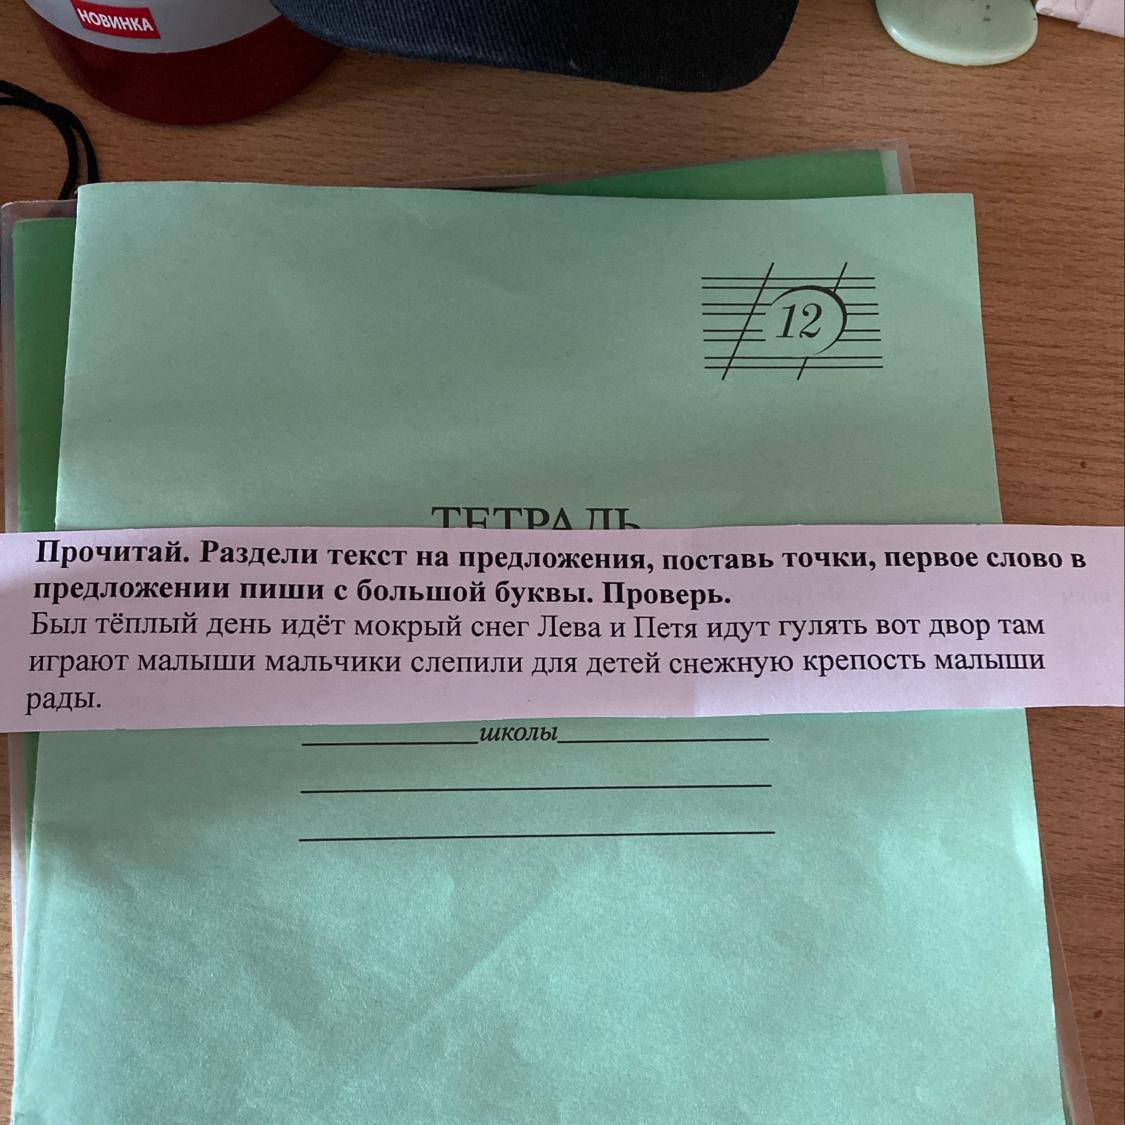 НОВИНКА
12
ТЕТРАДЬ
Прочитай. Раздели текст на предложения, поставь точки, первое слово в
предложении пиши с большой буквы. Проверь.
Был тёплый день идёт мокрый снег Лева и Петя идут гулять вот двор там
играют малыши мальчики слепили для детей снежную крепость малыши
рады.
школы